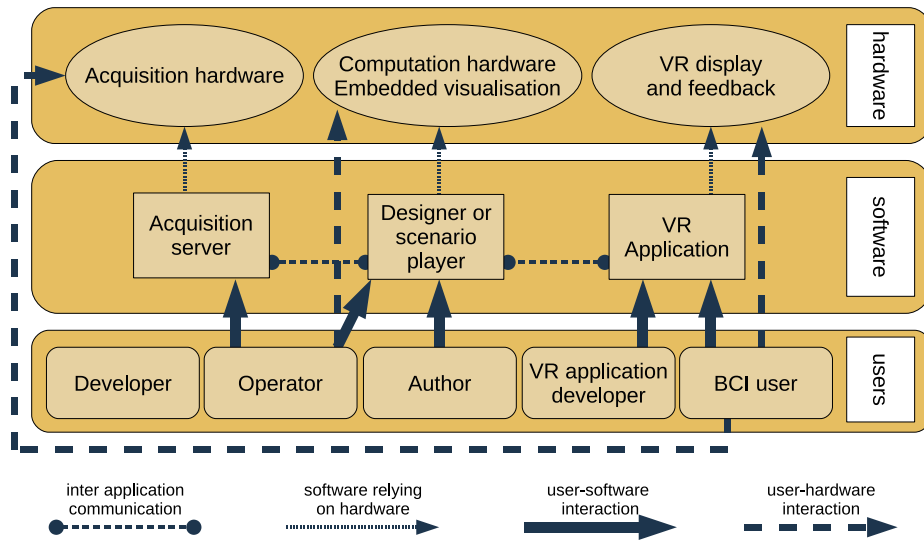 Acquisition hardware
Computation hardware
Embedded visualisation
VR display
and feedback
hardware
Acquisition
server
Designer or
scenario
player
VR
Application
software
Developer
Operator
Author
VR application
developer
BCI user
users
inter application
communication
software relying
on hardware
user-software
interaction
user-hardware
interaction